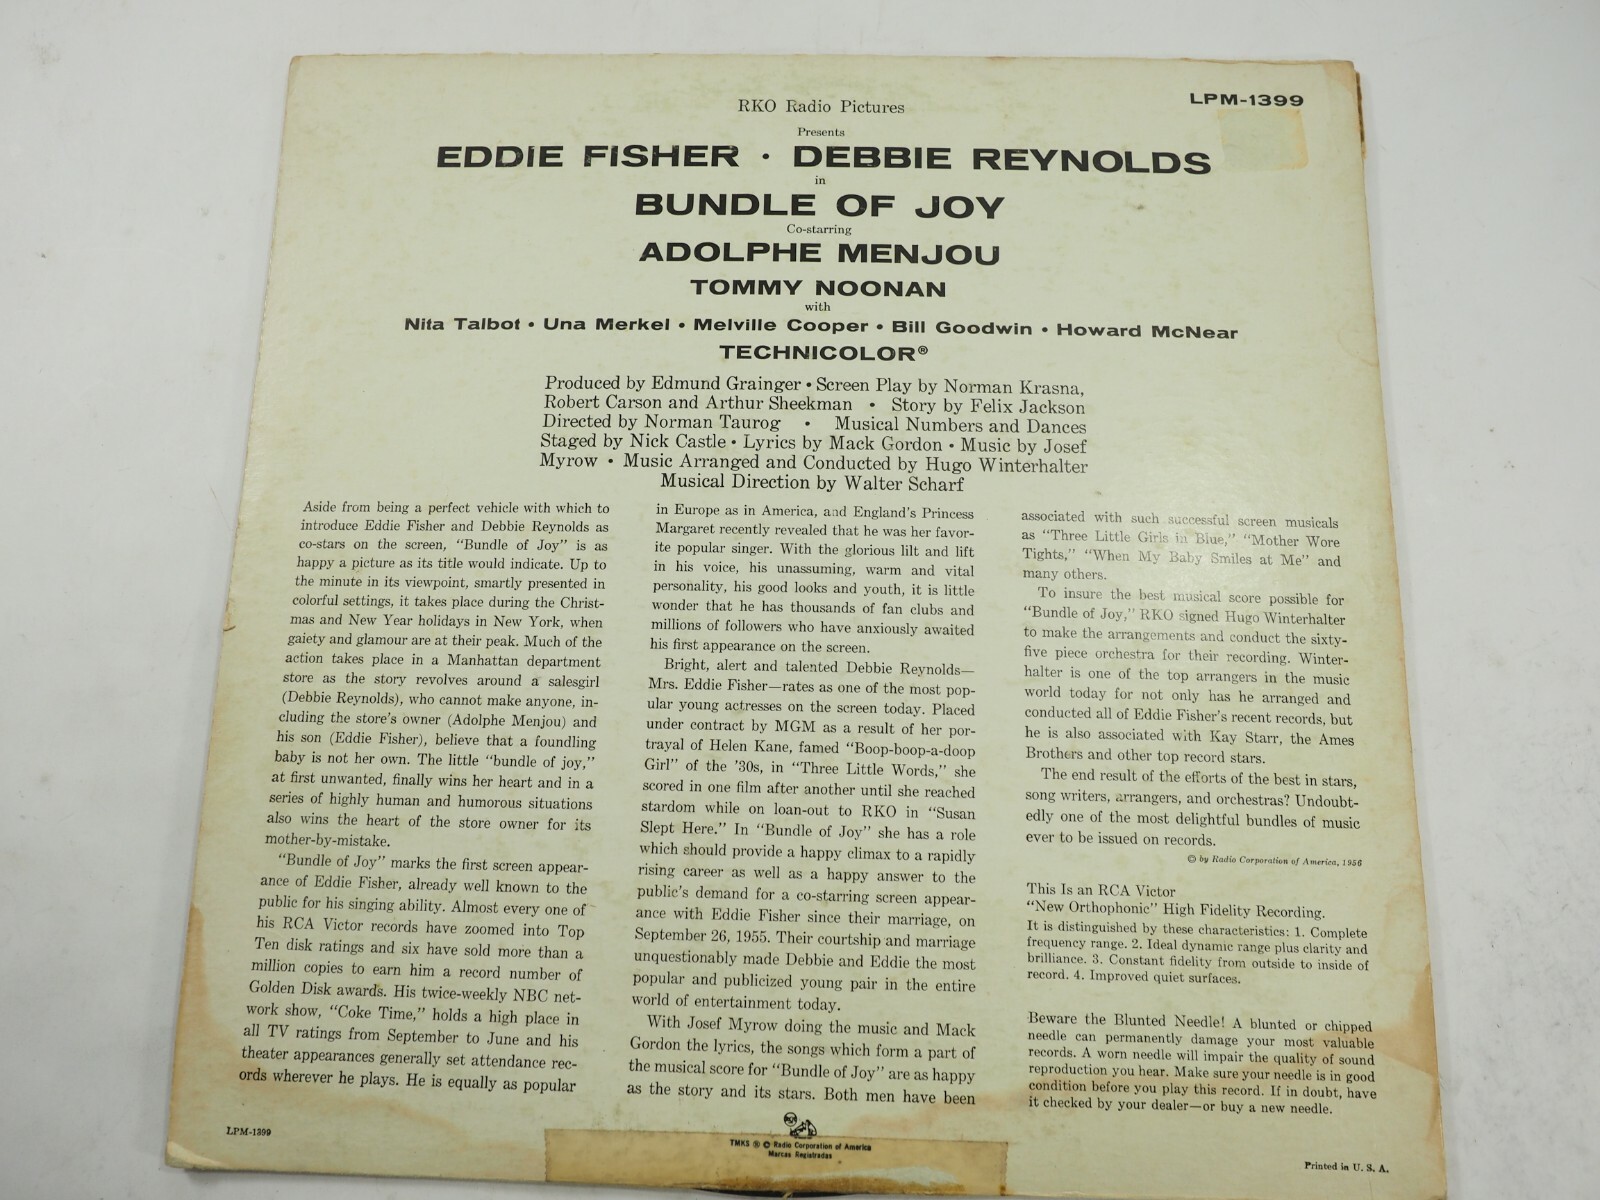 LPM-1399
RKO Radio Pictures
Presents
EDDIE FISHER · DEBBIE REYNOLDS
in
BUNDLE OF JOY
Co-starring
ADOLPHE MENJOU
TOMMY NOONAN
with
Nita Talbot • Una Merkel • Melville Cooper • Bill Goodwin • Howard McNear
TECHNICOLOR®
Produced by Edmund Grainger • Screen Play by Norman Krasna,
Robert Carson and Arthur Sheekman • Story by Felix Jackson
Directed by Norman Taurog • Musical Numbers and Dances
Staged by Nick Castle • Lyrics by Mack Gordon • Music by Josef
Myrow • Music Arranged and Conducted by Hugo Winterhalter
Musical Direction by Walter Scharf
Aside from being a perfect vehicle with which to
introduce Eddie Fisher and Debbie Reynolds as
co-stars on the screen, "Bundle of Joy" is as
happy a picture as its title would indicate. Up to
the minute in its viewpoint, smartly presented in
colorful settings, it takes place during the Christ-
mas and New Year holidays in New York, when
gaiety and glamour are at their peak. Much of the
action takes place in a Manhattan department
store as the story revolves around a salesgirl
(Debbie Reynolds), who cannot make anyone, in-
cluding the store's owner (Adolphe Menjou) and
his son (Eddie Fisher), believe that a foundling
baby is not her own. The little "bundle of joy,"
at first unwanted, finally wins her heart and in a
series of highly human and humorous situations
also wins the heart of the store owner for its
mother-by-mistake.
"Bundle of Joy" marks the first screen appear-
ance of Eddie Fisher, already well known to the
public for his singing ability. Almost every one of
his RCA Victor records have zoomed into Top
Ten disk ratings and six have sold more than a
million copies to earn him a record number of
Golden Disk awards. His twice-weekly NBC net-
work show, "Coke Time," holds a high place in
all TV ratings from September to June and his
theater appearances generally set attendance rec-
ords wherever he plays. He is equally as popular
in Europe as in America, and England's Princess
Margaret recently revealed that he was her favor-
ite popular singer. With the glorious lilt and lift
in his voice, his unassuming, warm and vital
personality, his good looks and youth, it is little
wonder that he has thousands of fan clubs and
millions of followers who have anxiously awaited
his first appearance on the screen.
Bright, alert and talented Debbie Reynolds—
Mrs. Eddie Fisher—rates as one of the most pop-
ular young actresses on the screen today. Placed
under contract by MGM as a result of her por-
trayal of Helen Kane, famed "Boop-boop-a-doop
Girl" of the '30s, in "Three Little Words," she
scored in one film after another until she reached
stardom while on loan-out to RKO in "Susan
Slept Here." In "Bundle of Joy" she has a role
which should provide a happy climax to a rapidly
rising career as well as a happy answer to the
public's demand for a co-starring screen appear-
ance with Eddie Fisher since their marriage, on
September 26, 1955. Their courtship and marriage
unquestionably made Debbie and Eddie the most
popular and publicized young pair in the entire
world of entertainment today.
With Josef Myrow doing the music and Mack
Gordon the lyrics, the songs which form a part of
the musical score for "Bundle of Joy" are as happy
as the story and its stars. Both men have been
associated with such successful screen musicals
as "Three Little Girls in Blue," "Mother Wore
Tights," "When My Baby Smiles at Me" and
many others.
To insure the best musical score possible for
"Bundle of Joy," RKO signed Hugo Winterhalter
to make the arrangements and conduct the sixty-
five piece orchestra for their recording. Winter-
halter is one of the top arrangers in the music
world today for not only has he arranged and
conducted all of Eddie Fisher's recent records, but
he is also associated with Kay Starr, the Ames
Brothers and other top record stars.
The end result of the efforts of the best in stars,
song writers, arrangers, and orchestras? Undoubt-
edly one of the most delightful bundles of music
ever to be issued on records.
© by Radio Corporation of America, 1956
This Is an RCA Victor
"New Orthophonic" High Fidelity Recording.
It is distinguished by these characteristics: 1. Complete
frequency range. 2. Ideal dynamic range plus clarity and
brilliance. 3. Constant fidelity from outside to inside of
record. 4. Improved quiet surfaces.
Beware the Blunted Needle! A blunted or chipped
needle can permanently damage your most valuable
records. A worn needle will impair the quality of sound
reproduction you hear. Make sure your needle is in good
condition before you play this record. If in doubt, have
it checked by your dealer—or buy a new needle.
LPM-1399
RCA
TMKS ® © Radio Corporation of America
Marcas Registradas
Printed in U. S. A.